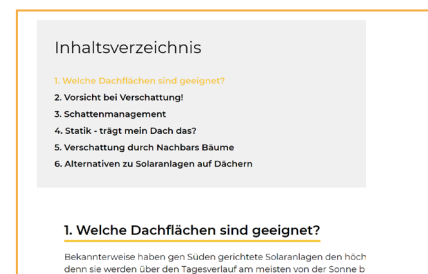 Inhaltsverzeichnis
1. Welche Dachflächen sind geeignet?
2. Vorsicht bei Verschattung!
3. Schattenmanagement
4. Statik - trägt mein Dach das?
5. Verschattung durch Nachbars Bäume
6. Alternativen zu Solaranlagen auf Dächern
1. Welche Dachflächen sind geeignet?
Bekannterweise haben gen Süden gerichtete Solaranlagen den höch
denn sie werden über den Tagesverlauf am meisten von der Sonne b